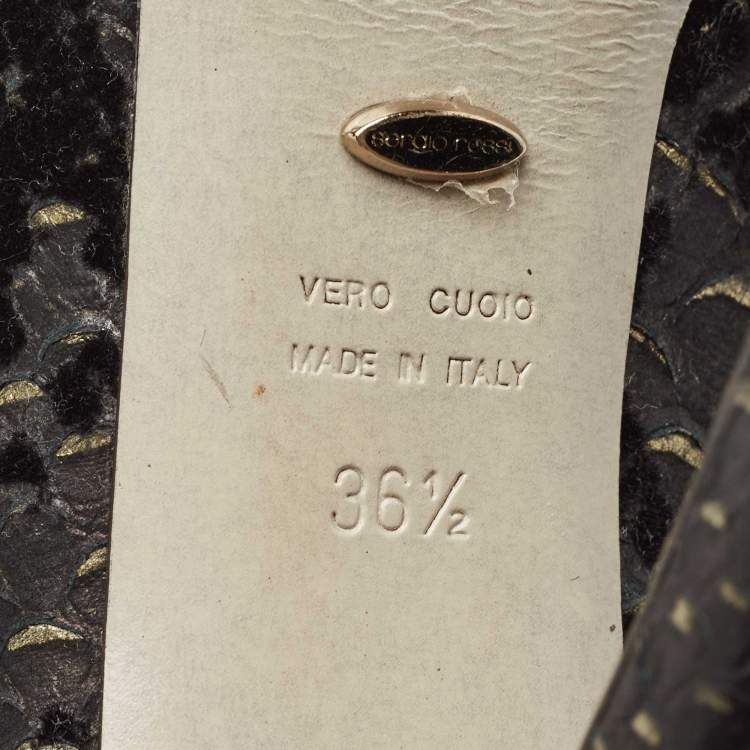 sergio rossi
VERO CUOIO
MADE IN ITALY
36½